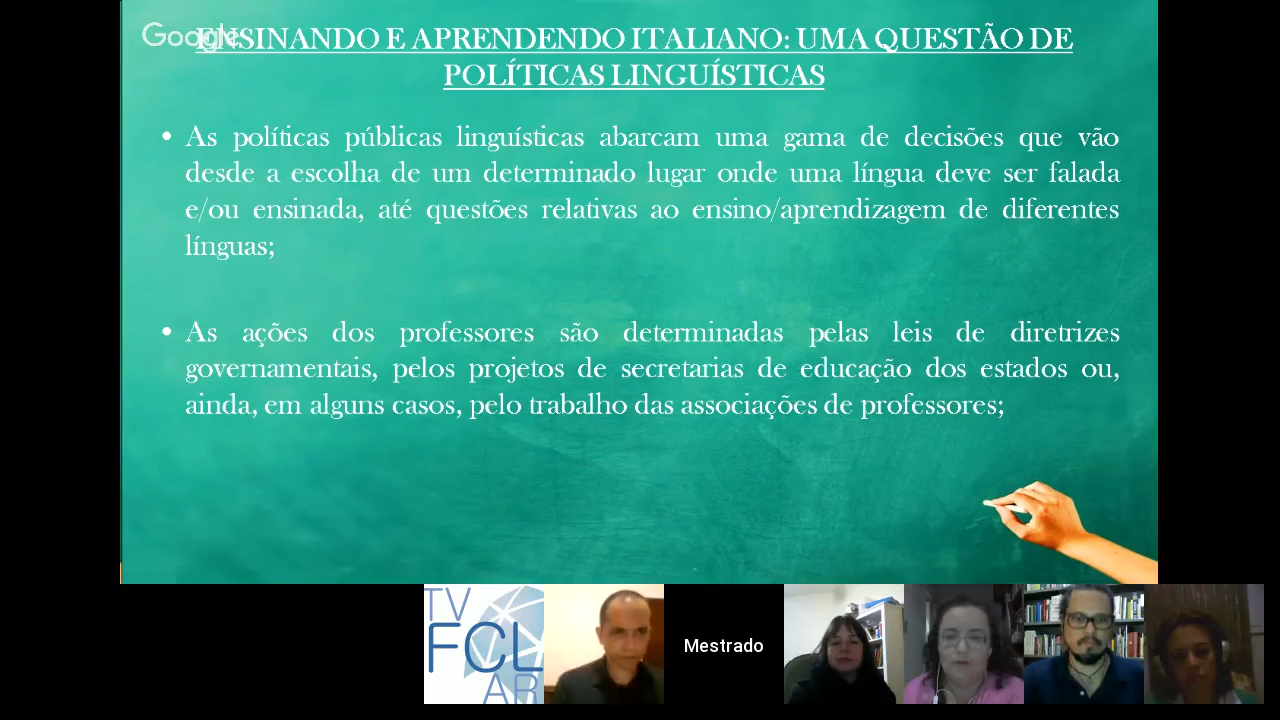 Google
ENSINANDO E APRENDENDO ITALIANO: UMA QUESTÃO DE
POLÍTICAS LINGUÍSTICAS
• As políticas públicas linguísticas abarcam uma gama de decisões que vão
desde a escolha de um determinado lugar onde uma língua deve ser falada
e/ou ensinada, até questões relativas ao ensino/aprendizagem de diferentes
línguas;
• As ações dos professores são determinadas pelas leis de diretrizes
governamentais, pelos projetos de secretarias de educação dos estados ou,
ainda, em alguns casos, pelo trabalho das associações de professores;
TV
FCL
AR
Mestrado